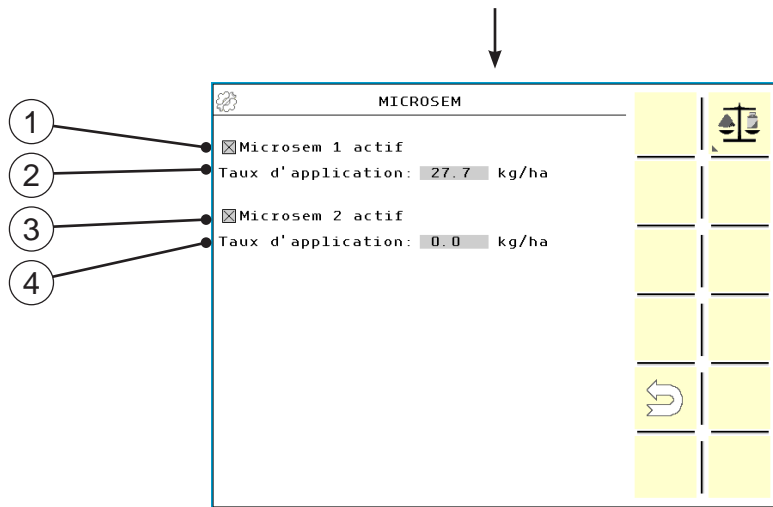 MICROSEM
1
Microsem 1 actif
2
Taux d'application: 27.7 kg/ha
3
Microsem 2 actif
4
Taux d'application: 0.0 kg/ha